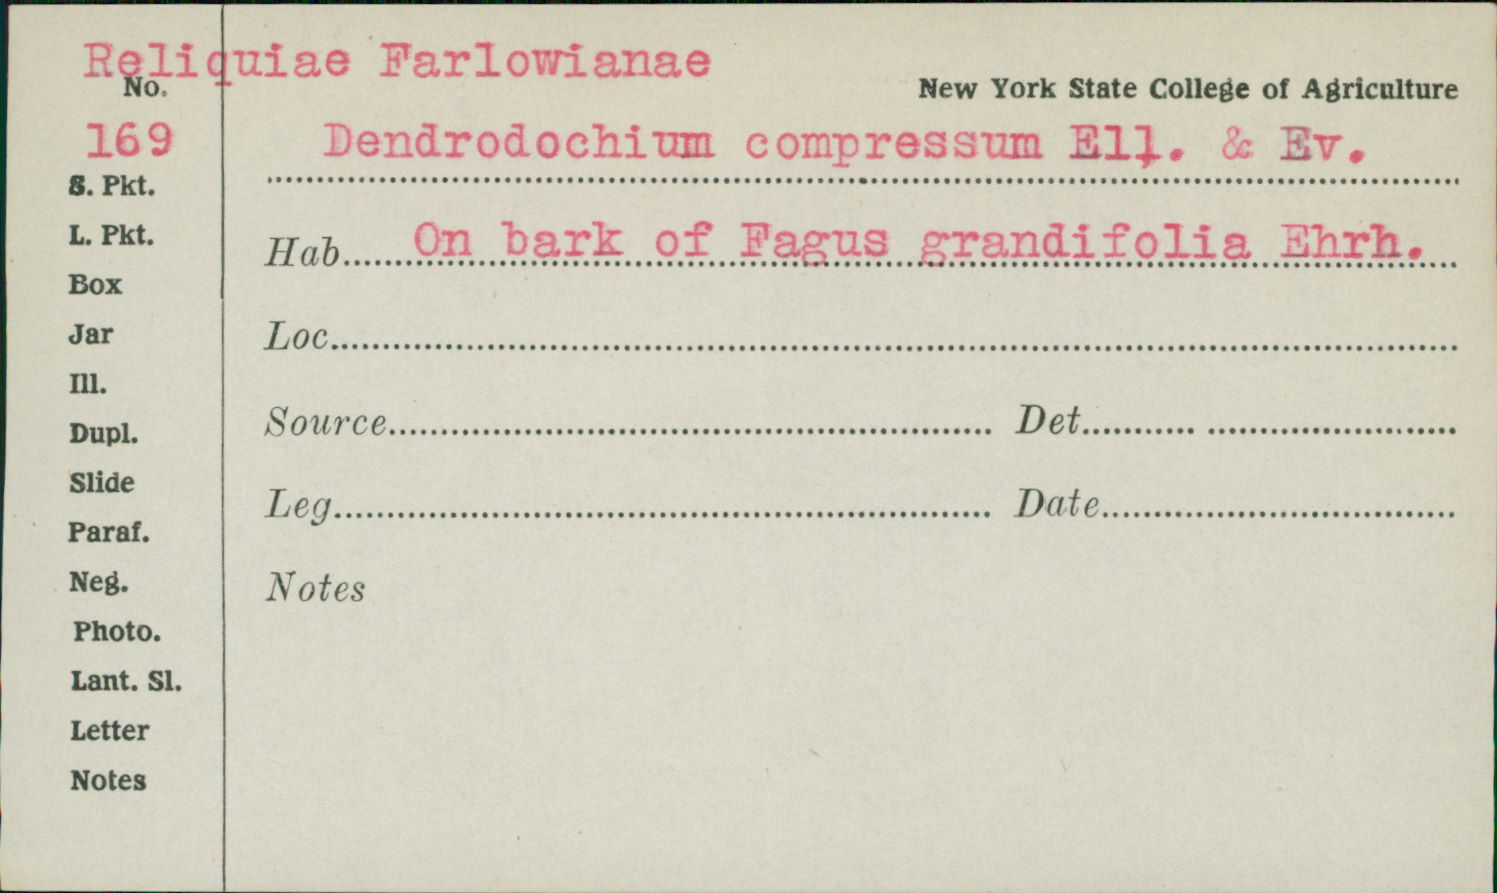 Reliquiae Farlowianae
No.
New York State College of Agriculture
169
Dendrodochium compressum Ell. & Ev.
S. Pkt.
L. Pkt.
Hab. On bark of Fagus grandifolia Ehrh.
Box
Jar
Loc.
Ill.
Dupl.
Source Det.
Slide
Leg. Date
Paraf.
Neg.
Notes
Photo.
Lant. Sl.
Letter
Notes